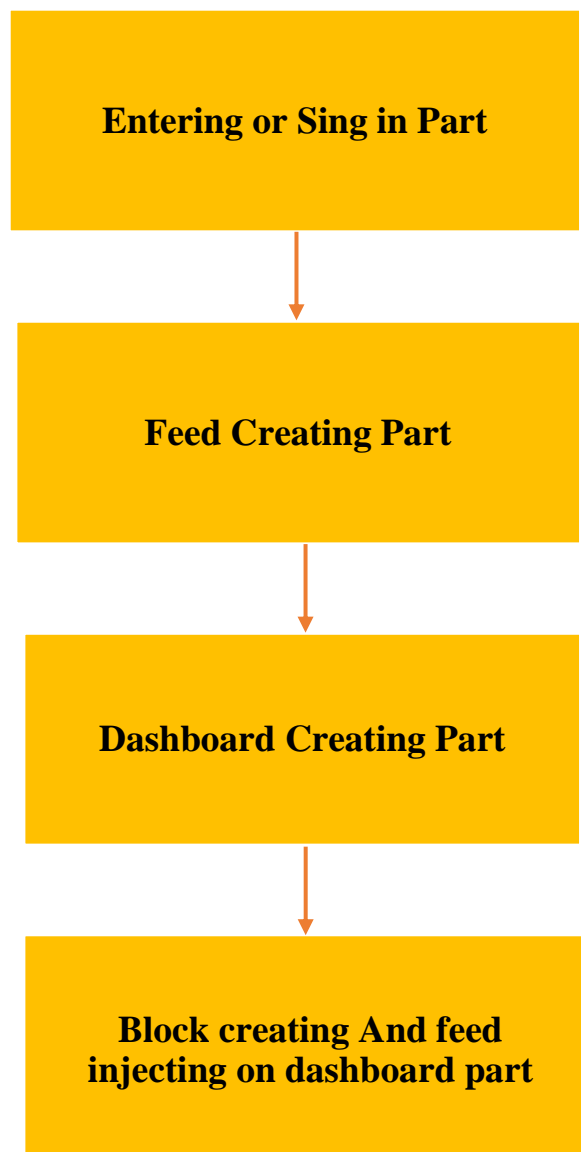 Entering or Sing in Part
Feed Creating Part
Dashboard Creating Part
Block creating And feed
injecting on dashboard part